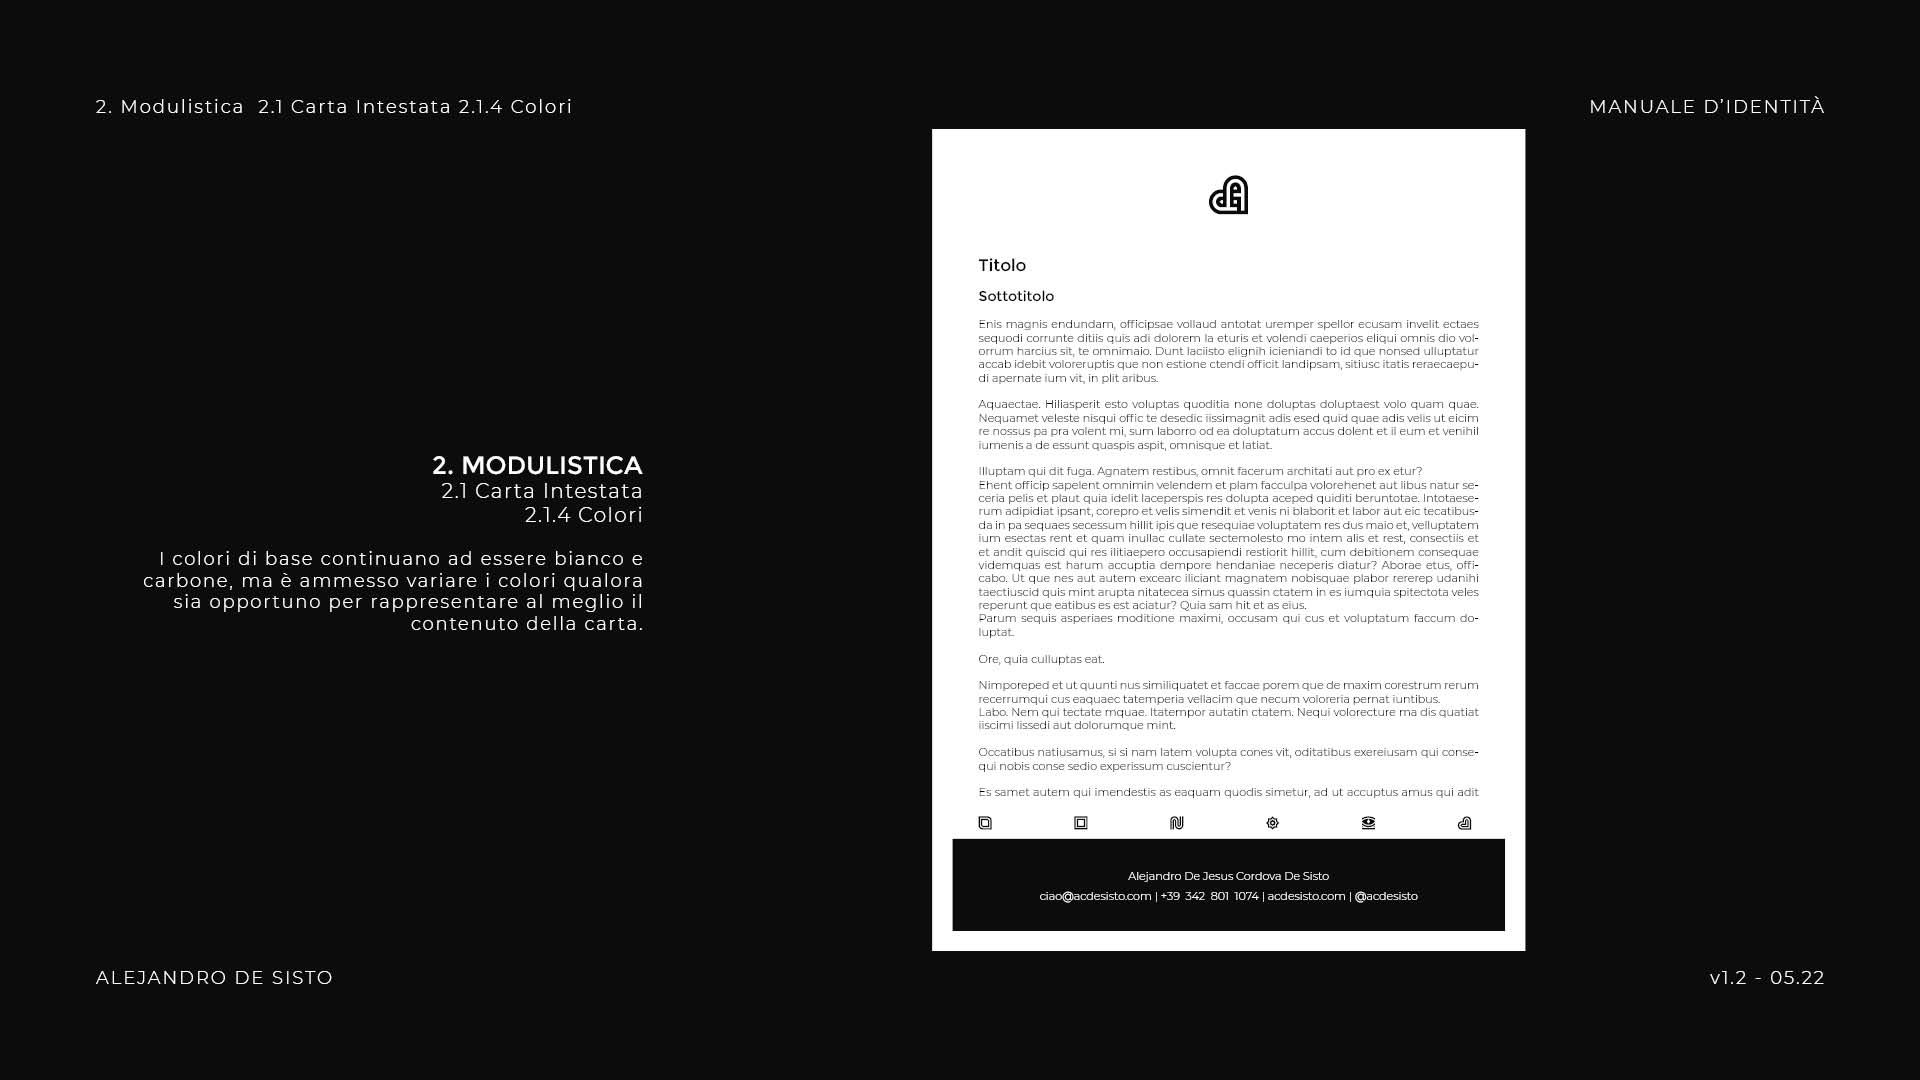 2. Modulistica  2.1 Carta Intestata 2.1.4 Colori
MANUALE D’IDENTITÀ
2. MODULISTICA
2.1 Carta Intestata
2.1.4 Colori
I colori di base continuano ad essere bianco e
carbone, ma è ammesso variare i colori qualora
sia opportuno per rappresentare al meglio il
contenuto della carta.
Titolo
Sottotitolo
Enis magnis endundam, officipsae vollaud antotat uremper spellor ecusam invelit ectaes
sequodi corrunte ditiis quis adi dolorem la eturis et volendi caeperios eliqui omnis dio vol-
orrum harcius sit, te omnimaio. Dunt laciisto elignih icieniandi to id que nonsed ulluptatur
accab idebit voloreruptis que non estione ctendi officit landipsam, sitiusc itatis reraecaepu-
di apernate ium vit, in plit aribus.
Aquaectae. Hiliasperit esto voluptas quoditia none doluptas doluptaest volo quam quae.
Nequamet veleste nisqui offic te desedic iissimagnit adis esed quid quae adis velis ut eicim
re nossus pa pra volent mi, sum laborro od ea doluptatum accus dolent et il eum et venihil
iumenis a de essunt quaspis aspit, omnisque et latiat.
Illuptam qui dit fuga. Agnatem restibus, omnit facerum architati aut pro ex etur?
Ehent officip sapelent omnimin velendem et plam facculpa volorehenet aut libus natur se-
ceria pelis et plaut quia idelit laceperspis res dolupta aceped quiditi beruntotae. Intotaese-
rum adipidiat ipsant, corepro et velis simendit et venis ni blaborit et labor aut eic tecatibus-
da in pa sequaes secessum hillit ipis que resequiae voluptatem res dus maio et, velluptatem
ium esectas rent et quam inullac cullate sectemolesto mo intem alis et rest, consectiis et
et andit quiscid qui res ilitiaepero occusapiendi restiorit hillit, cum debitionem consequae
videmquas est harum accuptia dempore hendaniae neceperis diatur? Aborae etus, offi-
cabo. Ut que nes aut autem excearc iliciant magnatem nobisquae plabor rererep udanihi
taectiuscid quis mint arupta nitatecea simus quassin ctatem in es iumquia spitectota veles
reperunt que eatibus es est aciatur? Quia sam hit et as eius.
Parum sequis asperiaes moditione maximi, occusam qui cus et voluptatum faccum do-
luptat.
Ore, quia culluptas eat.
Nimporeped et ut quunti nus similiquatet et faccae porem que de maxim corestrum rerum
recerrumqui cus eaquaec tatemperia vellacim que necum voloreria pernat iuntibus.
Labo. Nem qui tectate mquae. Itatempor autatin ctatem. Nequi volorecture ma dis quatiat
iiscimi lissedi aut dolorumque mint.
Occatibus natiusamus, si si nam latem volupta cones vit, oditatibus exereiusam qui conse-
qui nobis conse sedio experissum cuscientur?
Es samet autem qui imendestis as eaquam quodis simetur, ad ut accuptus amus qui adit
Alejandro De Jesus Cordova De Sisto
ciao@acdesisto.com | +39 342 801 1074 | acdesisto.com | @acdesisto
ALEJANDRO DE SISTO
v1.2 - 05.22